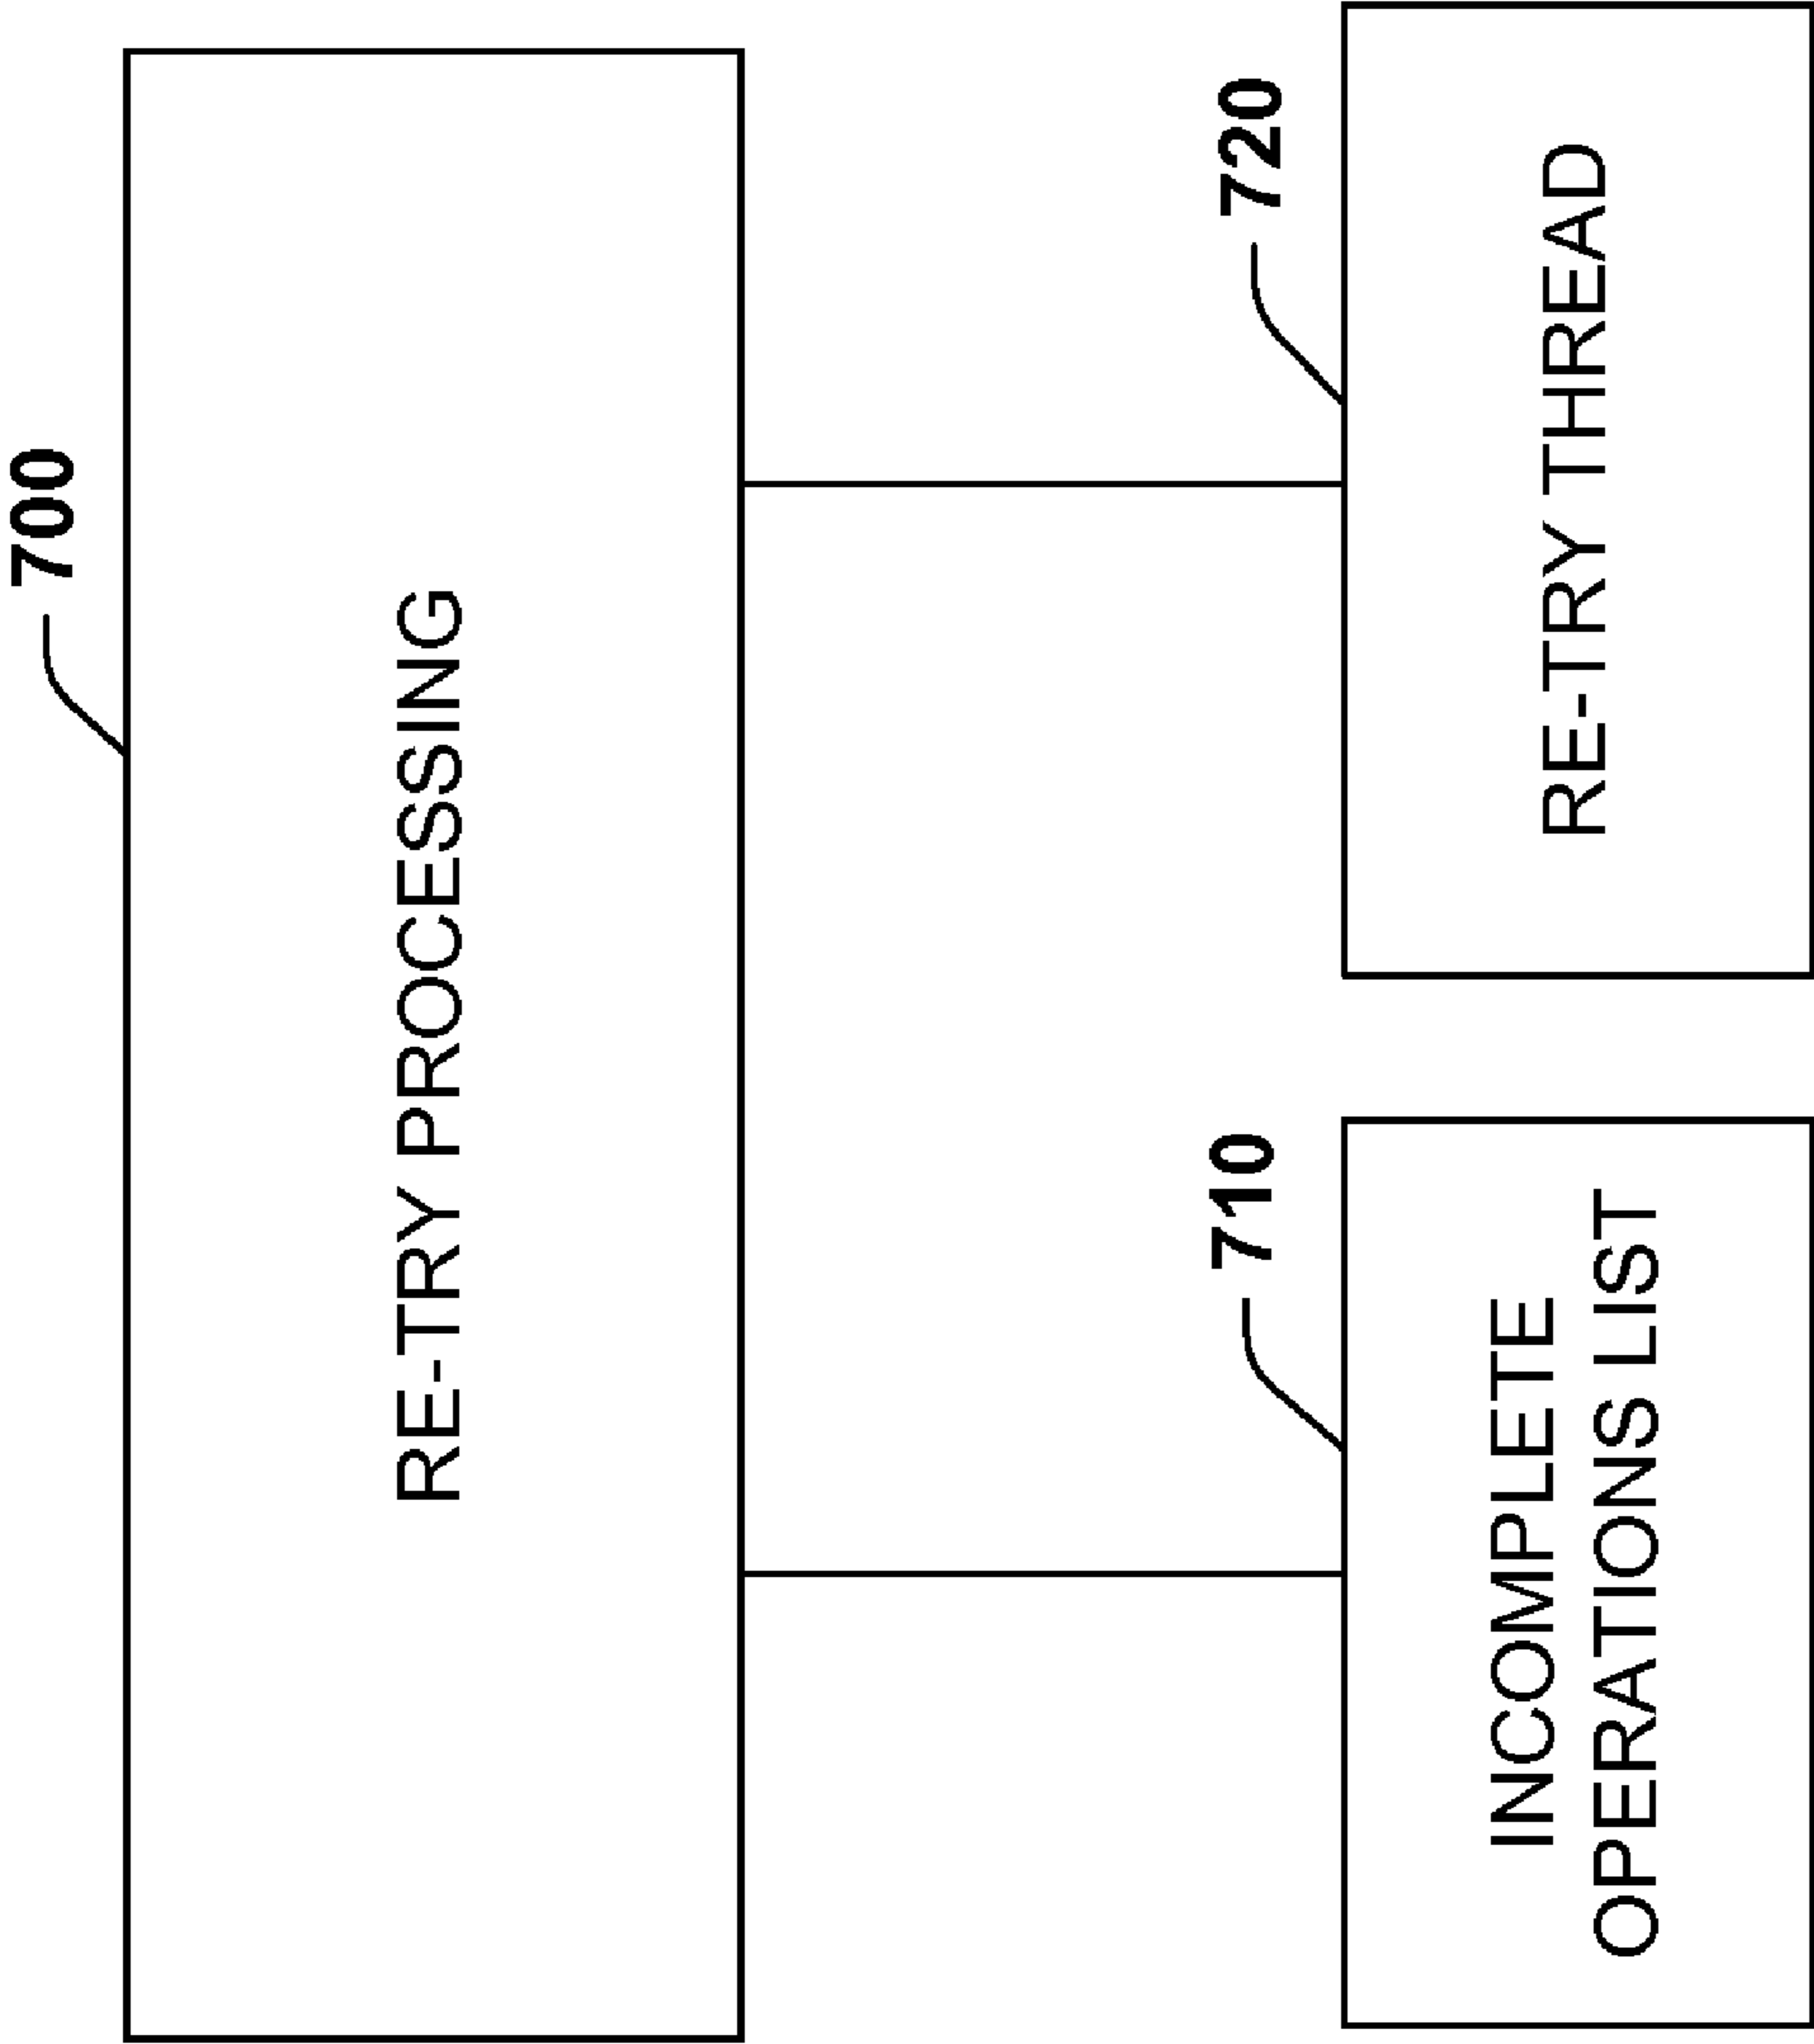 700
RE-TRY PROCESSING
710
720
INCOMPLETE
OPERATIONS LIST
RE-TRY THREAD